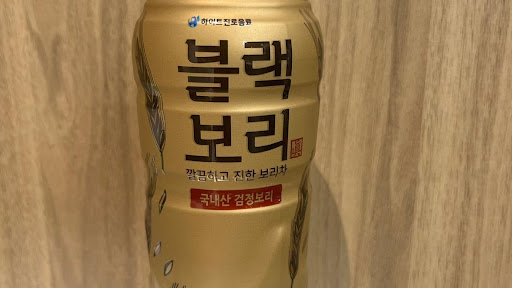 하이트진로음료
블랙
보리
깔끔하고 진한 보리차
국내산 검정보리